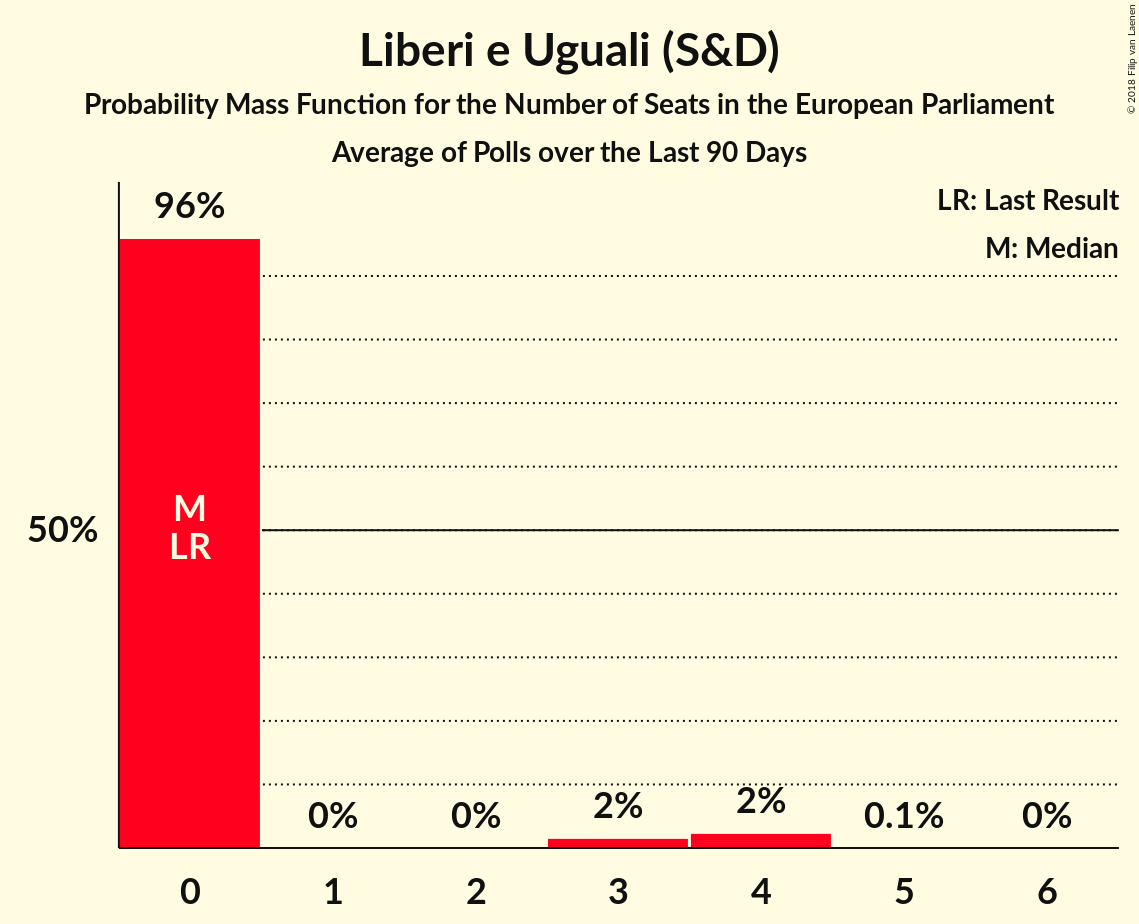 Liberi e Uguali (S&D)
Probability Mass Function for the Number of Seats in the European Parliament
Average of Polls over the Last 90 Days
© 2018 Filip van Laenen
LR: Last Result
M: Median
96%
50%
M
LR
0%
0%
2%
2%
0.1%
0%
0
1
2
3
4
5
6